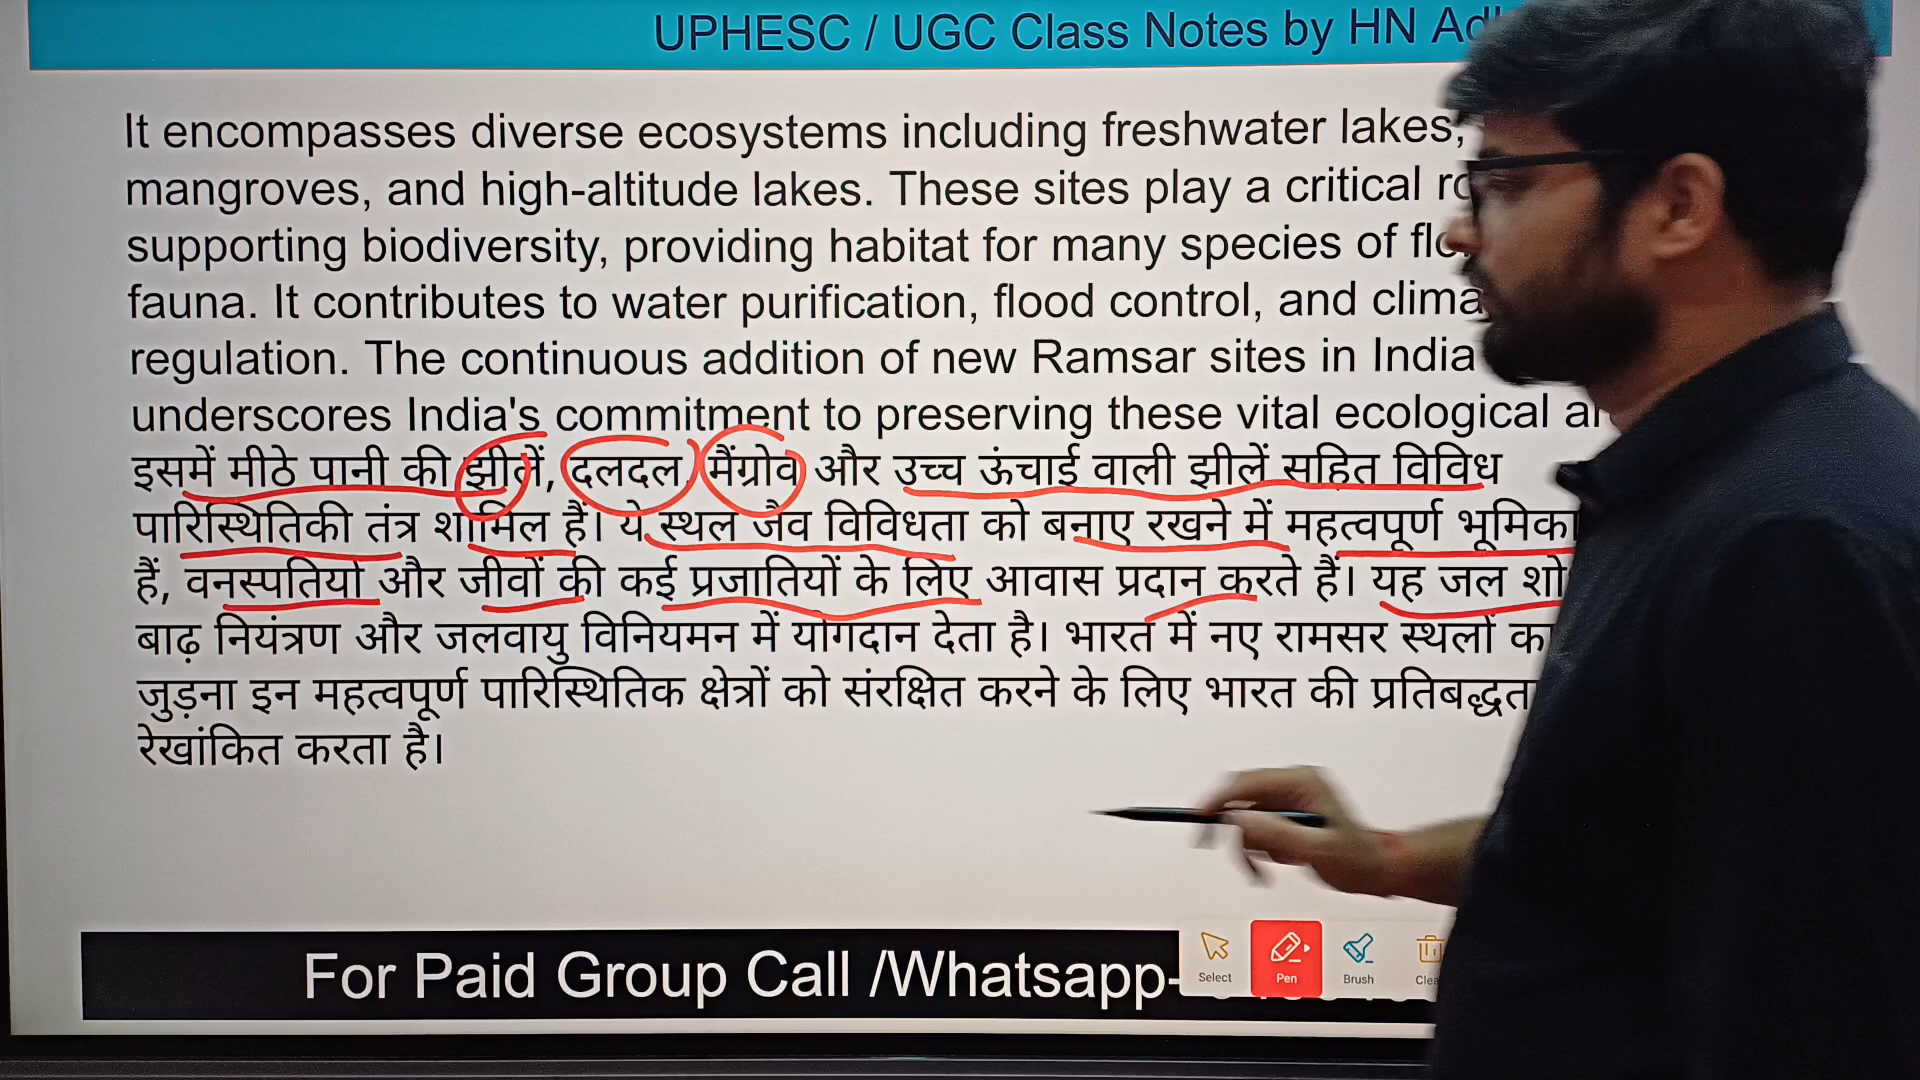 UPHESC / UGC Class Notes by HN
It encompasses diverse ecosystems including freshwater lakes,
mangroves, and high-altitude lakes. These sites play a critical
supporting biodiversity, providing habitat for many species of
fauna. It contributes to water purification, flood control, and
regulation. The continuous addition of new Ramsar sites in India
underscores India's commitment to preserving these vital ecological
इसमें मीठे पानी की झीलें, दलदल, मैंग्रोव और उच्च ऊंचाई वाली झीलें सहित विविध
पारिस्थितिकी तंत्र शामिल हैं। ये स्थल जैव विविधता को बनाए रखने में महत्वपूर्ण भूमिका
हैं, वनस्पतियों और जीवों की कई प्रजातियों के लिए आवास प्रदान करते हैं। यह जल
बाढ़ नियंत्रण और जलवायु विनियमन में योगदान देता है। भारत में नए रामसर स्थलों का
जुड़ना इन महत्वपूर्ण पारिस्थितिक क्षेत्रों को संरक्षित करने के लिए भारत की
रेखांकित करता है।
For Paid Group Call /Whatsapp-
Select Pen Brush